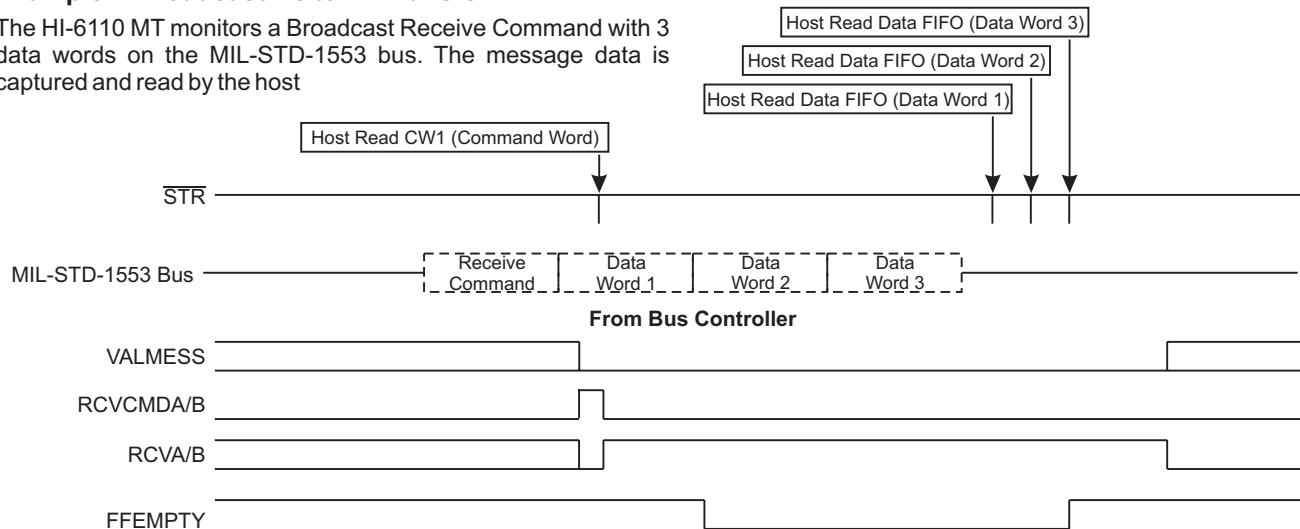 The HI-6110 MT monitors a Broadcast Receive Command with 3
data words on the MIL-STD-1553 bus. The message data is
captured and read by the host
Host Read Data FIFO (Data Word 3)
Host Read Data FIFO (Data Word 2)
Host Read Data FIFO (Data Word 1)
Host Read CW1 (Command Word)
STR
MIL-STD-1553 Bus
Receive Command
Data Word 1
Data Word 2
Data Word 3
From Bus Controller
VALMESS
RCVCMDA/B
RCVA/B
FFEMPTY